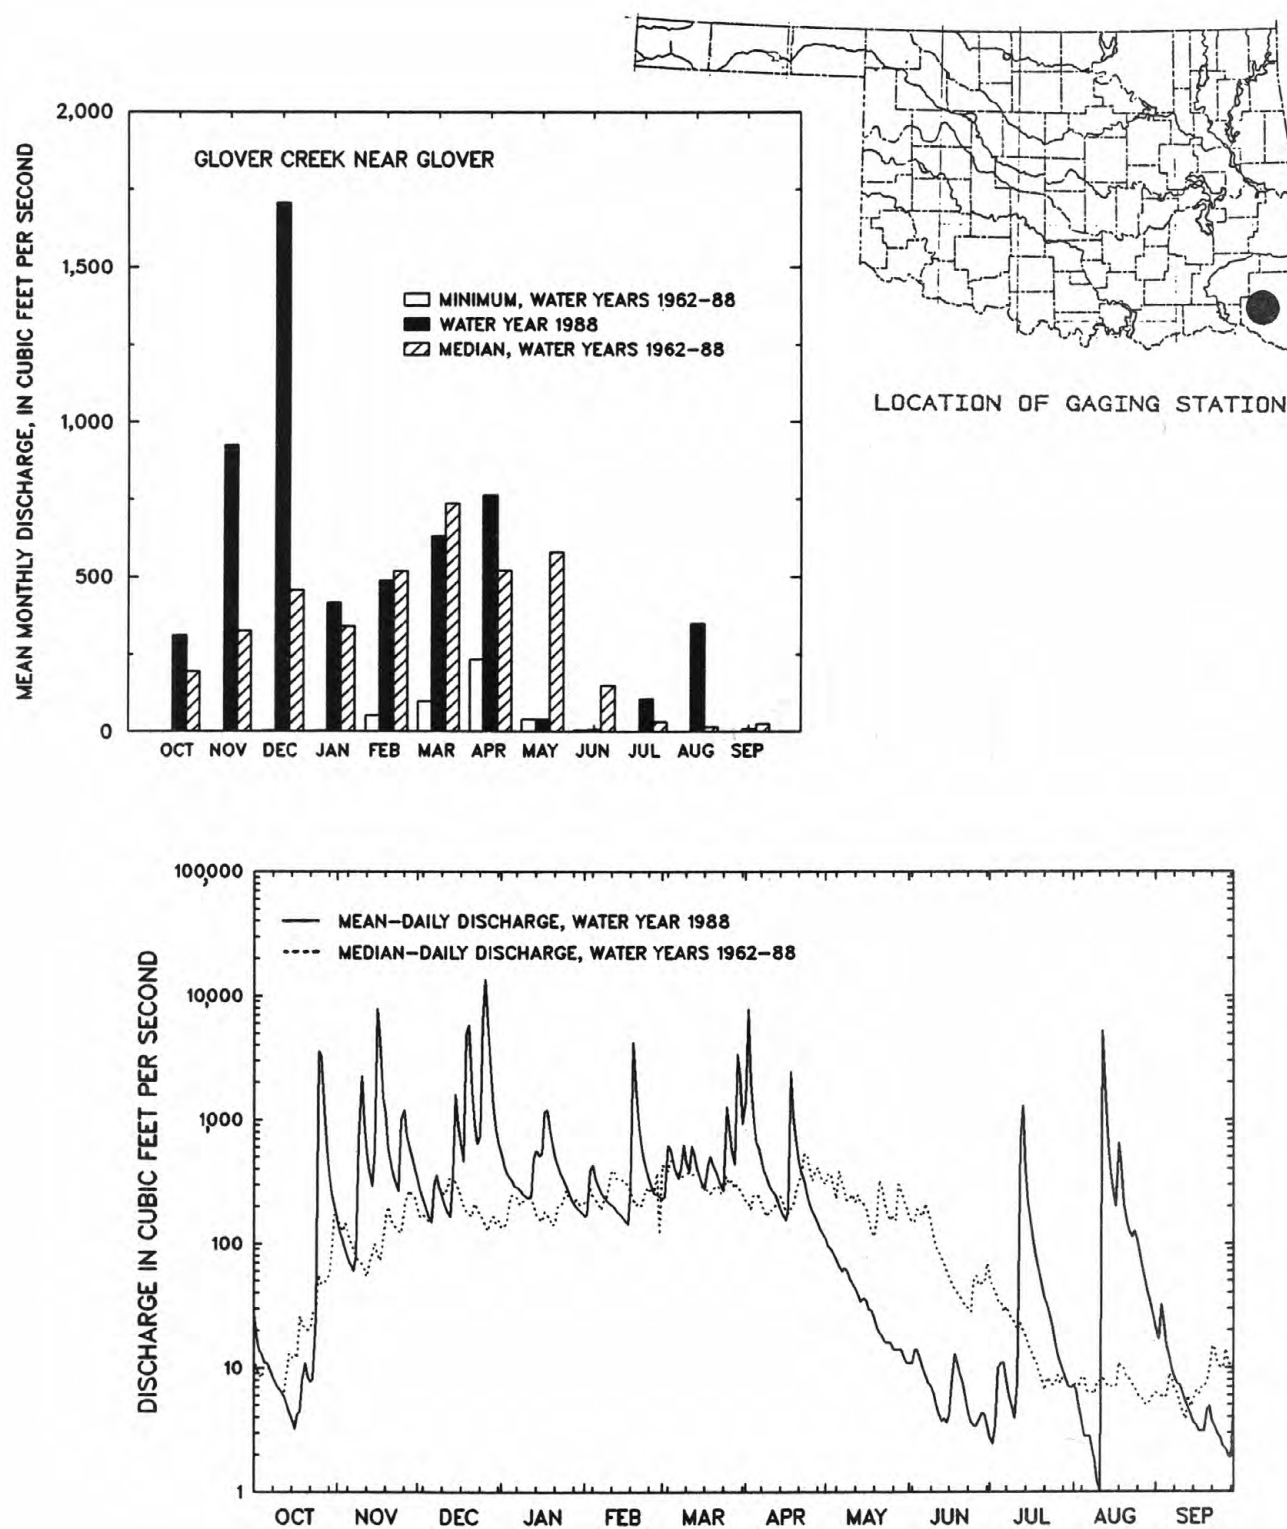 2,000
1,500
1,000
500
0
MEAN MONTHLY DISCHARGE, IN CUBIC FEET PER SECOND
GLOVER CREEK NEAR GLOVER
MINIMUM, WATER YEARS 1962-88
WATER YEAR 1988
MEDIAN, WATER YEARS 1962-88
OCT NOV DEC JAN FEB MAR APR MAY JUN JUL AUG SEP
LOCATION OF GAGING STATION
100,000
10,000
1,000
100
10
1
DISCHARGE IN CUBIC FEET PER SECOND
MEAN-DAILY DISCHARGE, WATER YEAR 1988
MEDIAN-DAILY DISCHARGE, WATER YEARS 1962-88
OCT NOV DEC JAN FEB MAR APR MAY JUN JUL AUG SEP